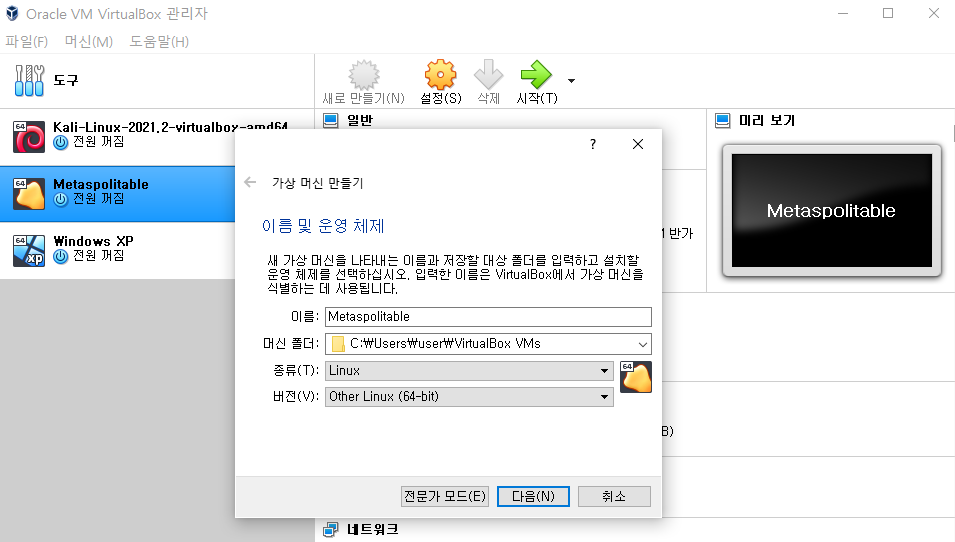 Oracle VM VirtualBox 관리자
파일(F) 머신(M) 도움말(H)
도구
새로 만들기(N) 설정(S) 삭제 시작(T)
Kali-Linux-2021.2-virtualbox-amd64
전원 꺼짐
Metaspolitable
전원 꺼짐
Windows XP
전원 꺼짐
일반
미리 보기
Metaspolitable
가상 머신 만들기
이름 및 운영 체제
새 가상 머신을 나타내는 이름과 저장할 대상 폴더를 입력하고 설치할
운영 체제를 선택하십시오. 입력한 이름은 VirtualBox에서 가상 머신을
식별하는 데 사용됩니다.
이름: Metaspolitable
머신 폴더: C:₩Users₩user₩VirtualBox VMs
종류(T): Linux
64
버전(V): Other Linux (64-bit)
전문가 모드(E) 다음(N) 취소
반가
B)
네트워크